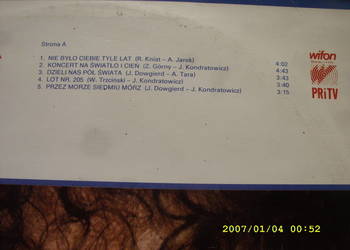 Strona A
1. NIE BYŁO CIEBIE TYLE LAT (R. Kniat – A. Jarek) 4:02
2. KONCERT NA ŚWIATŁO I CIEŃ (Z. Górny – J. Kondratowicz) 4:43
3. DZIELI NAS PÓŁ ŚWIATA (J. Dowgierd – A. Tara) 3:43
4. LOT NR. 205 (W. Trzciński – J. Kondratowicz) 3:40
5. PRZEZ MORZE SIEDMIU MÓRZ (J. Dowgierd – J. Kondratowicz) 3:15
wifon
PRiTV
2007/01/04 00:52